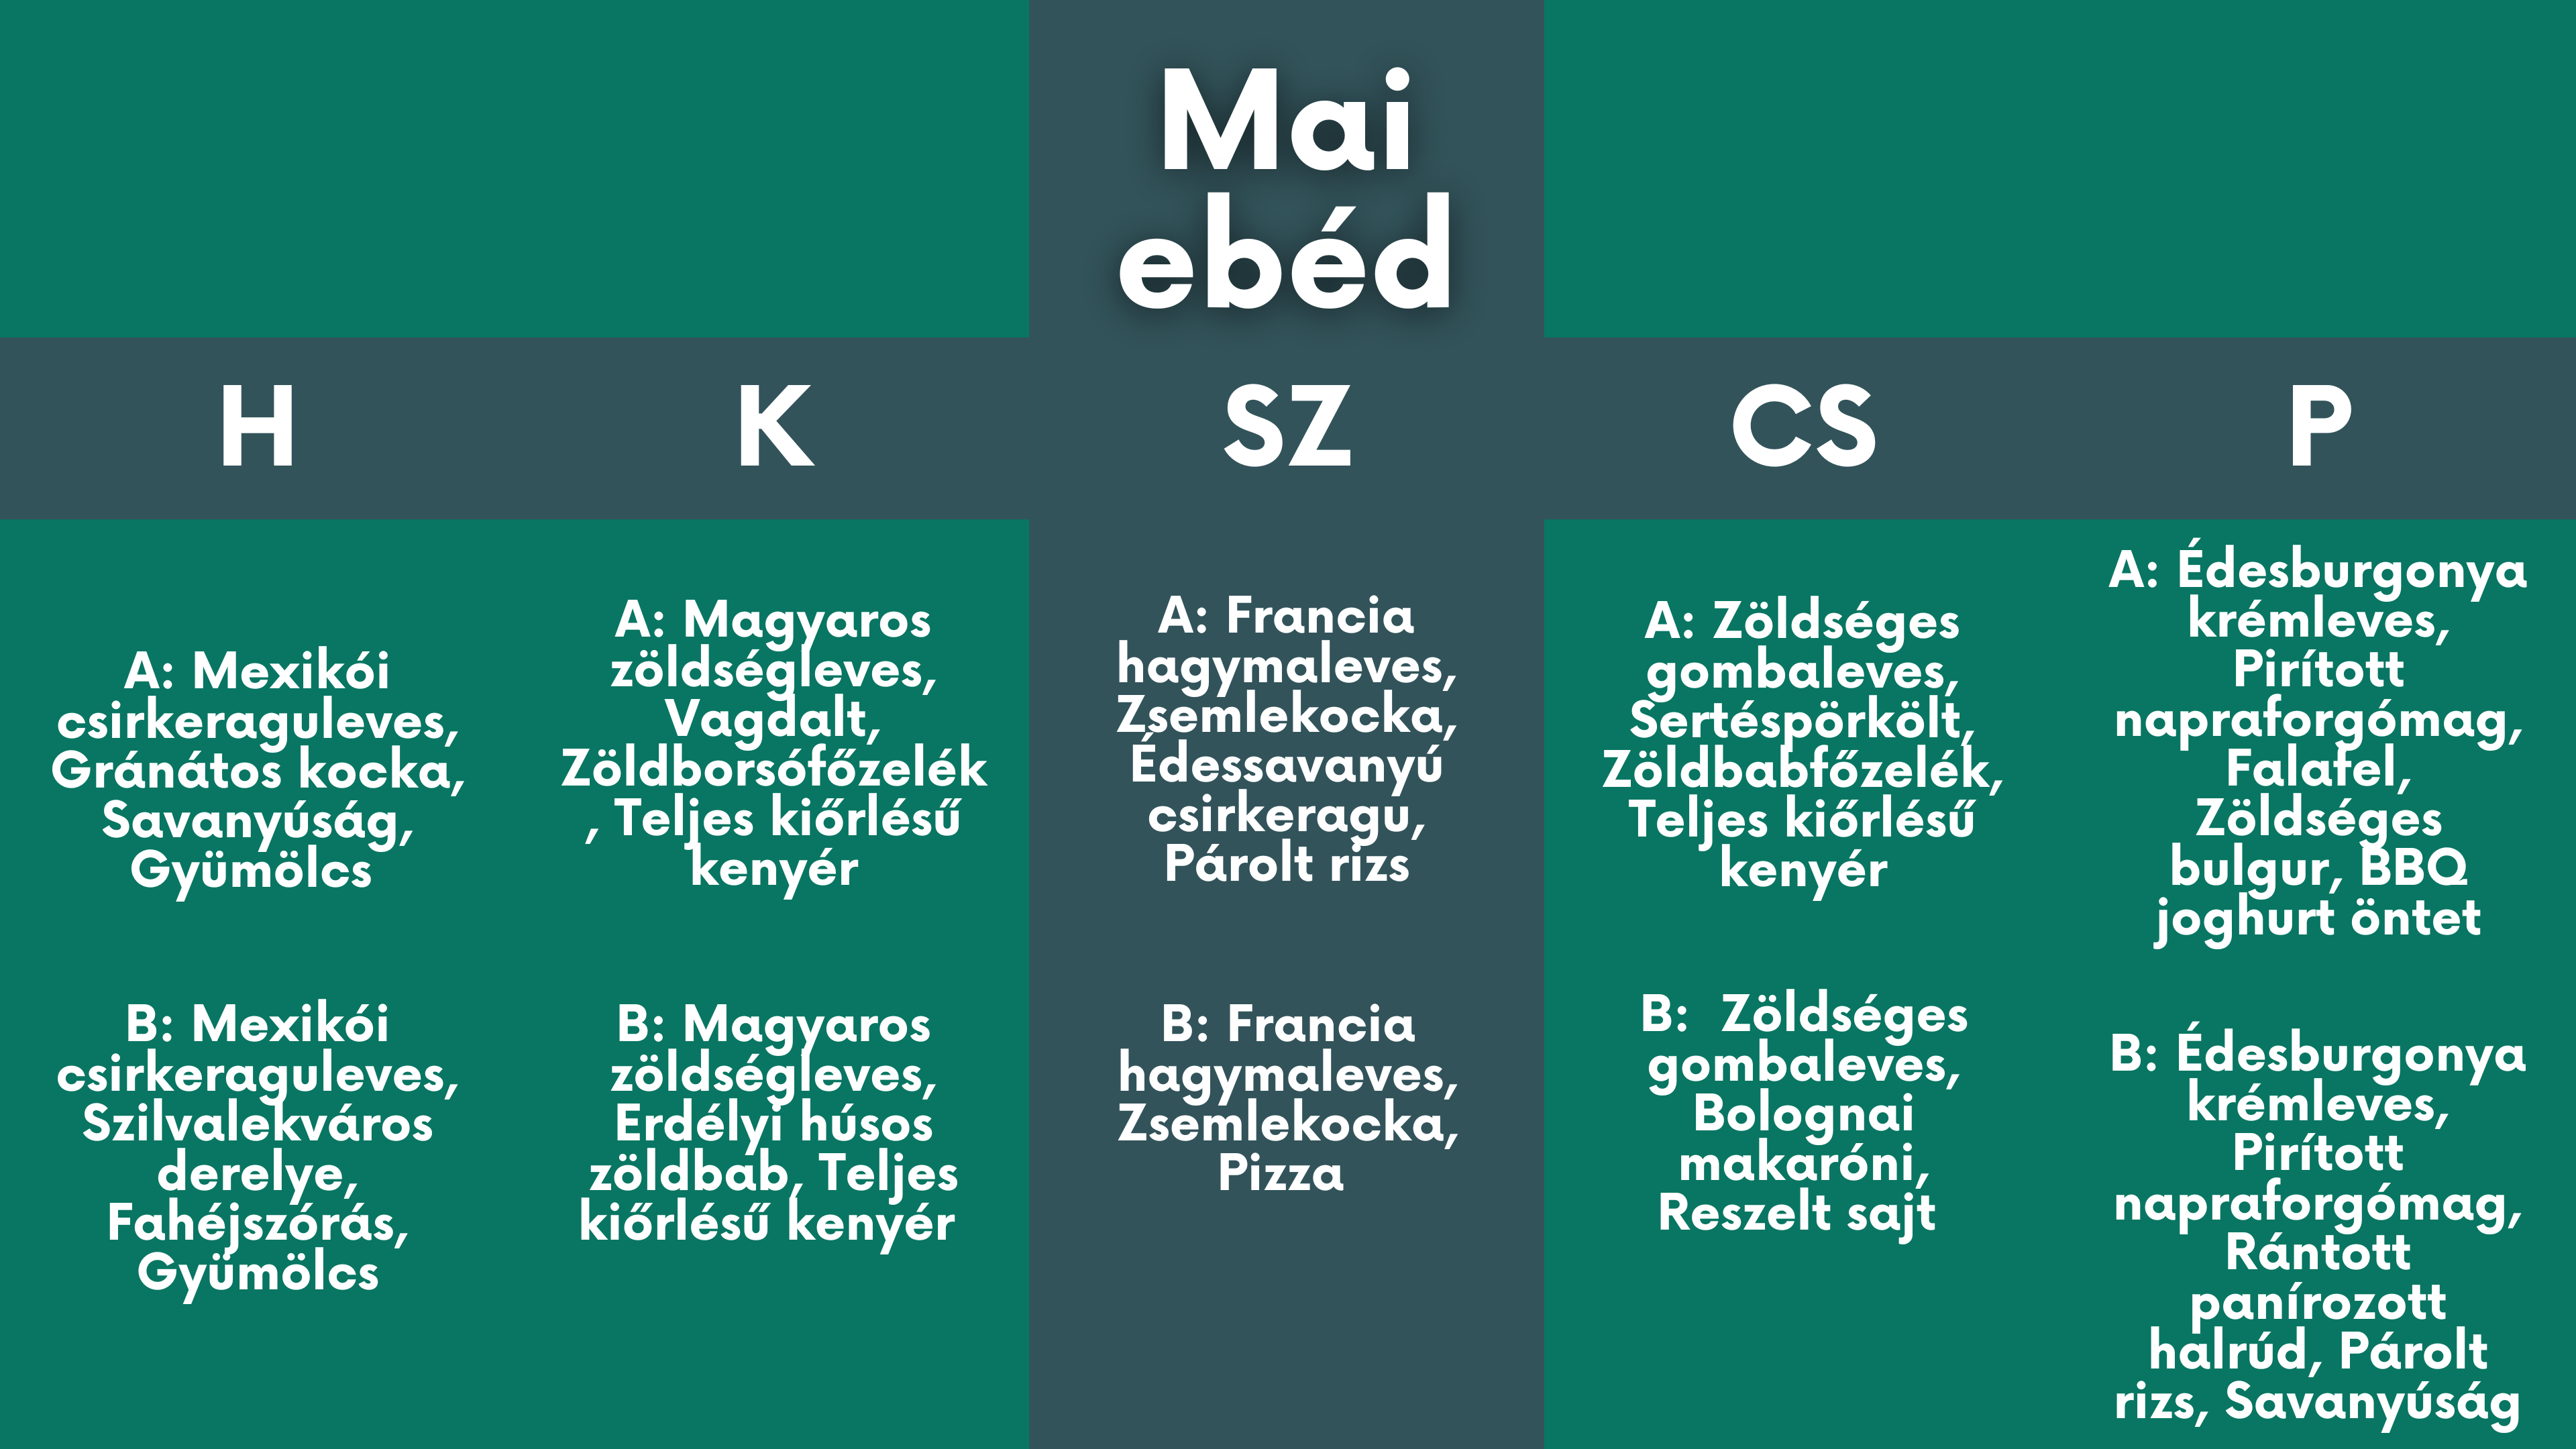 Mai
ebéd
H
K
SZ
CS
P
A: Mexikói
csirkeraguleves,
Gránátos kocka,
Savanyúság,
Gyümölcs
B: Mexikói
csirkeraguleves,
Szilvalekváros
derelye,
Fahéjszórás,
Gyümölcs
A: Magyaros
zöldségleves,
Vagdalt,
Zöldborsófőzelék
, Teljes kiőrlésű
kenyér
B: Magyaros
zöldségleves,
Erdélyi húsos
zöldbab, Teljes
kiőrlésű kenyér
A: Francia
hagymaleves,
Zsemlekocka,
Édessavanyú
csirkeragu,
Párolt rizs
B: Francia
hagymaleves,
Zsemlekocka,
Pizza
A: Zöldséges
gombaleves,
Sertéspörkölt,
Zöldbabfőzelék,
Teljes kiőrlésű
kenyér
B: Zöldséges
gombaleves,
Bolognai
makaróni,
Reszelt sajt
A: Édesburgonya
krémleves,
Pirított
napraforgómag,
Falafel,
Zöldséges
bulgur, BBQ
joghurt öntet
B: Édesburgonya
krémleves,
Pirított
napraforgómag,
Rántott
panírozott
halrúd, Párolt
rizs, Savanyúság